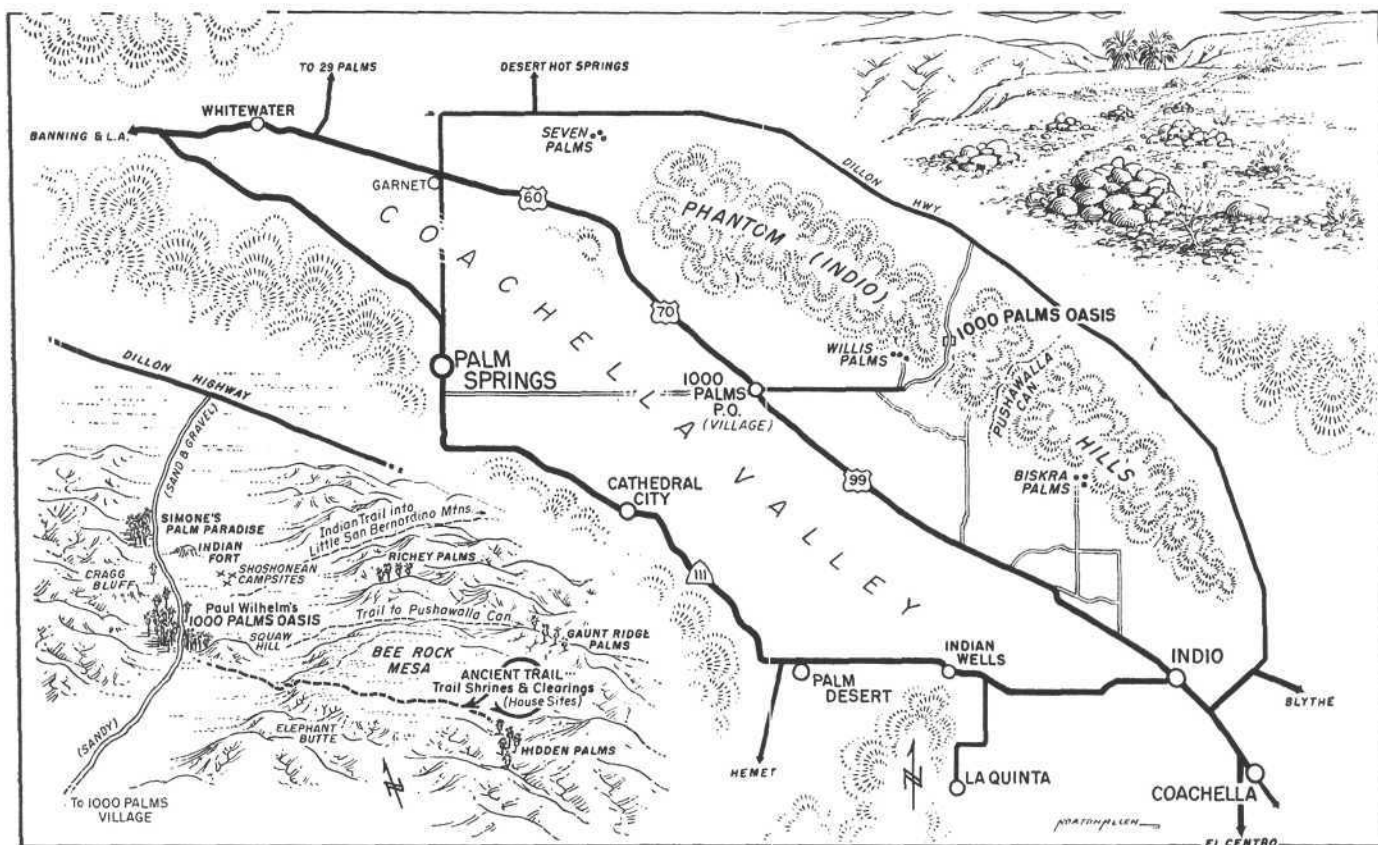 TO 29 PALMS
DESERT HOT SPRINGS
WHITEWATER
BANNING & L.A.
SEVEN
PALMS
GARNET
DILLON
HWY.
60
COACHELLA VALLEY
PHANTOM
(INDIO)
HILLS
70
1000 PALMS OASIS
WILLIS
PALMS
PALM
SPRINGS
1000
PALMS
P.O.
(VILLAGE)
PUSHAWALLA
CAN.
BISKRA
PALMS
99
CATHEDRAL
CITY
111
INDIAN
WELLS
INDIO
PALM
DESERT
BLYTHE
HEMET
N
LA QUINTA
COACHELLA
NORTON ALLEN
EL CENTRO
DILLON HIGHWAY
(SAND & GRAVEL)
SIMONE'S
PALM PARADISE
Indian Trail into
Little San Bernardino Mtns.
INDIAN
FORT
SHOSHONEAN
CAMPSITES
RICHEY PALMS
CRAGG
BLUFF
Paul Wilhelm's
1000 PALMS OASIS
Trail to Pushawalla Can.
SQUAW
HILL
GAUNT RIDGE
PALMS
BEE ROCK
MESA
ANCIENT TRAIL...
Trail Shrines & Clearings
(House Sites)
(SANDY)
ELEPHANT
BUTTE
HIDDEN PALMS
N
To 1000 PALMS
VILLAGE